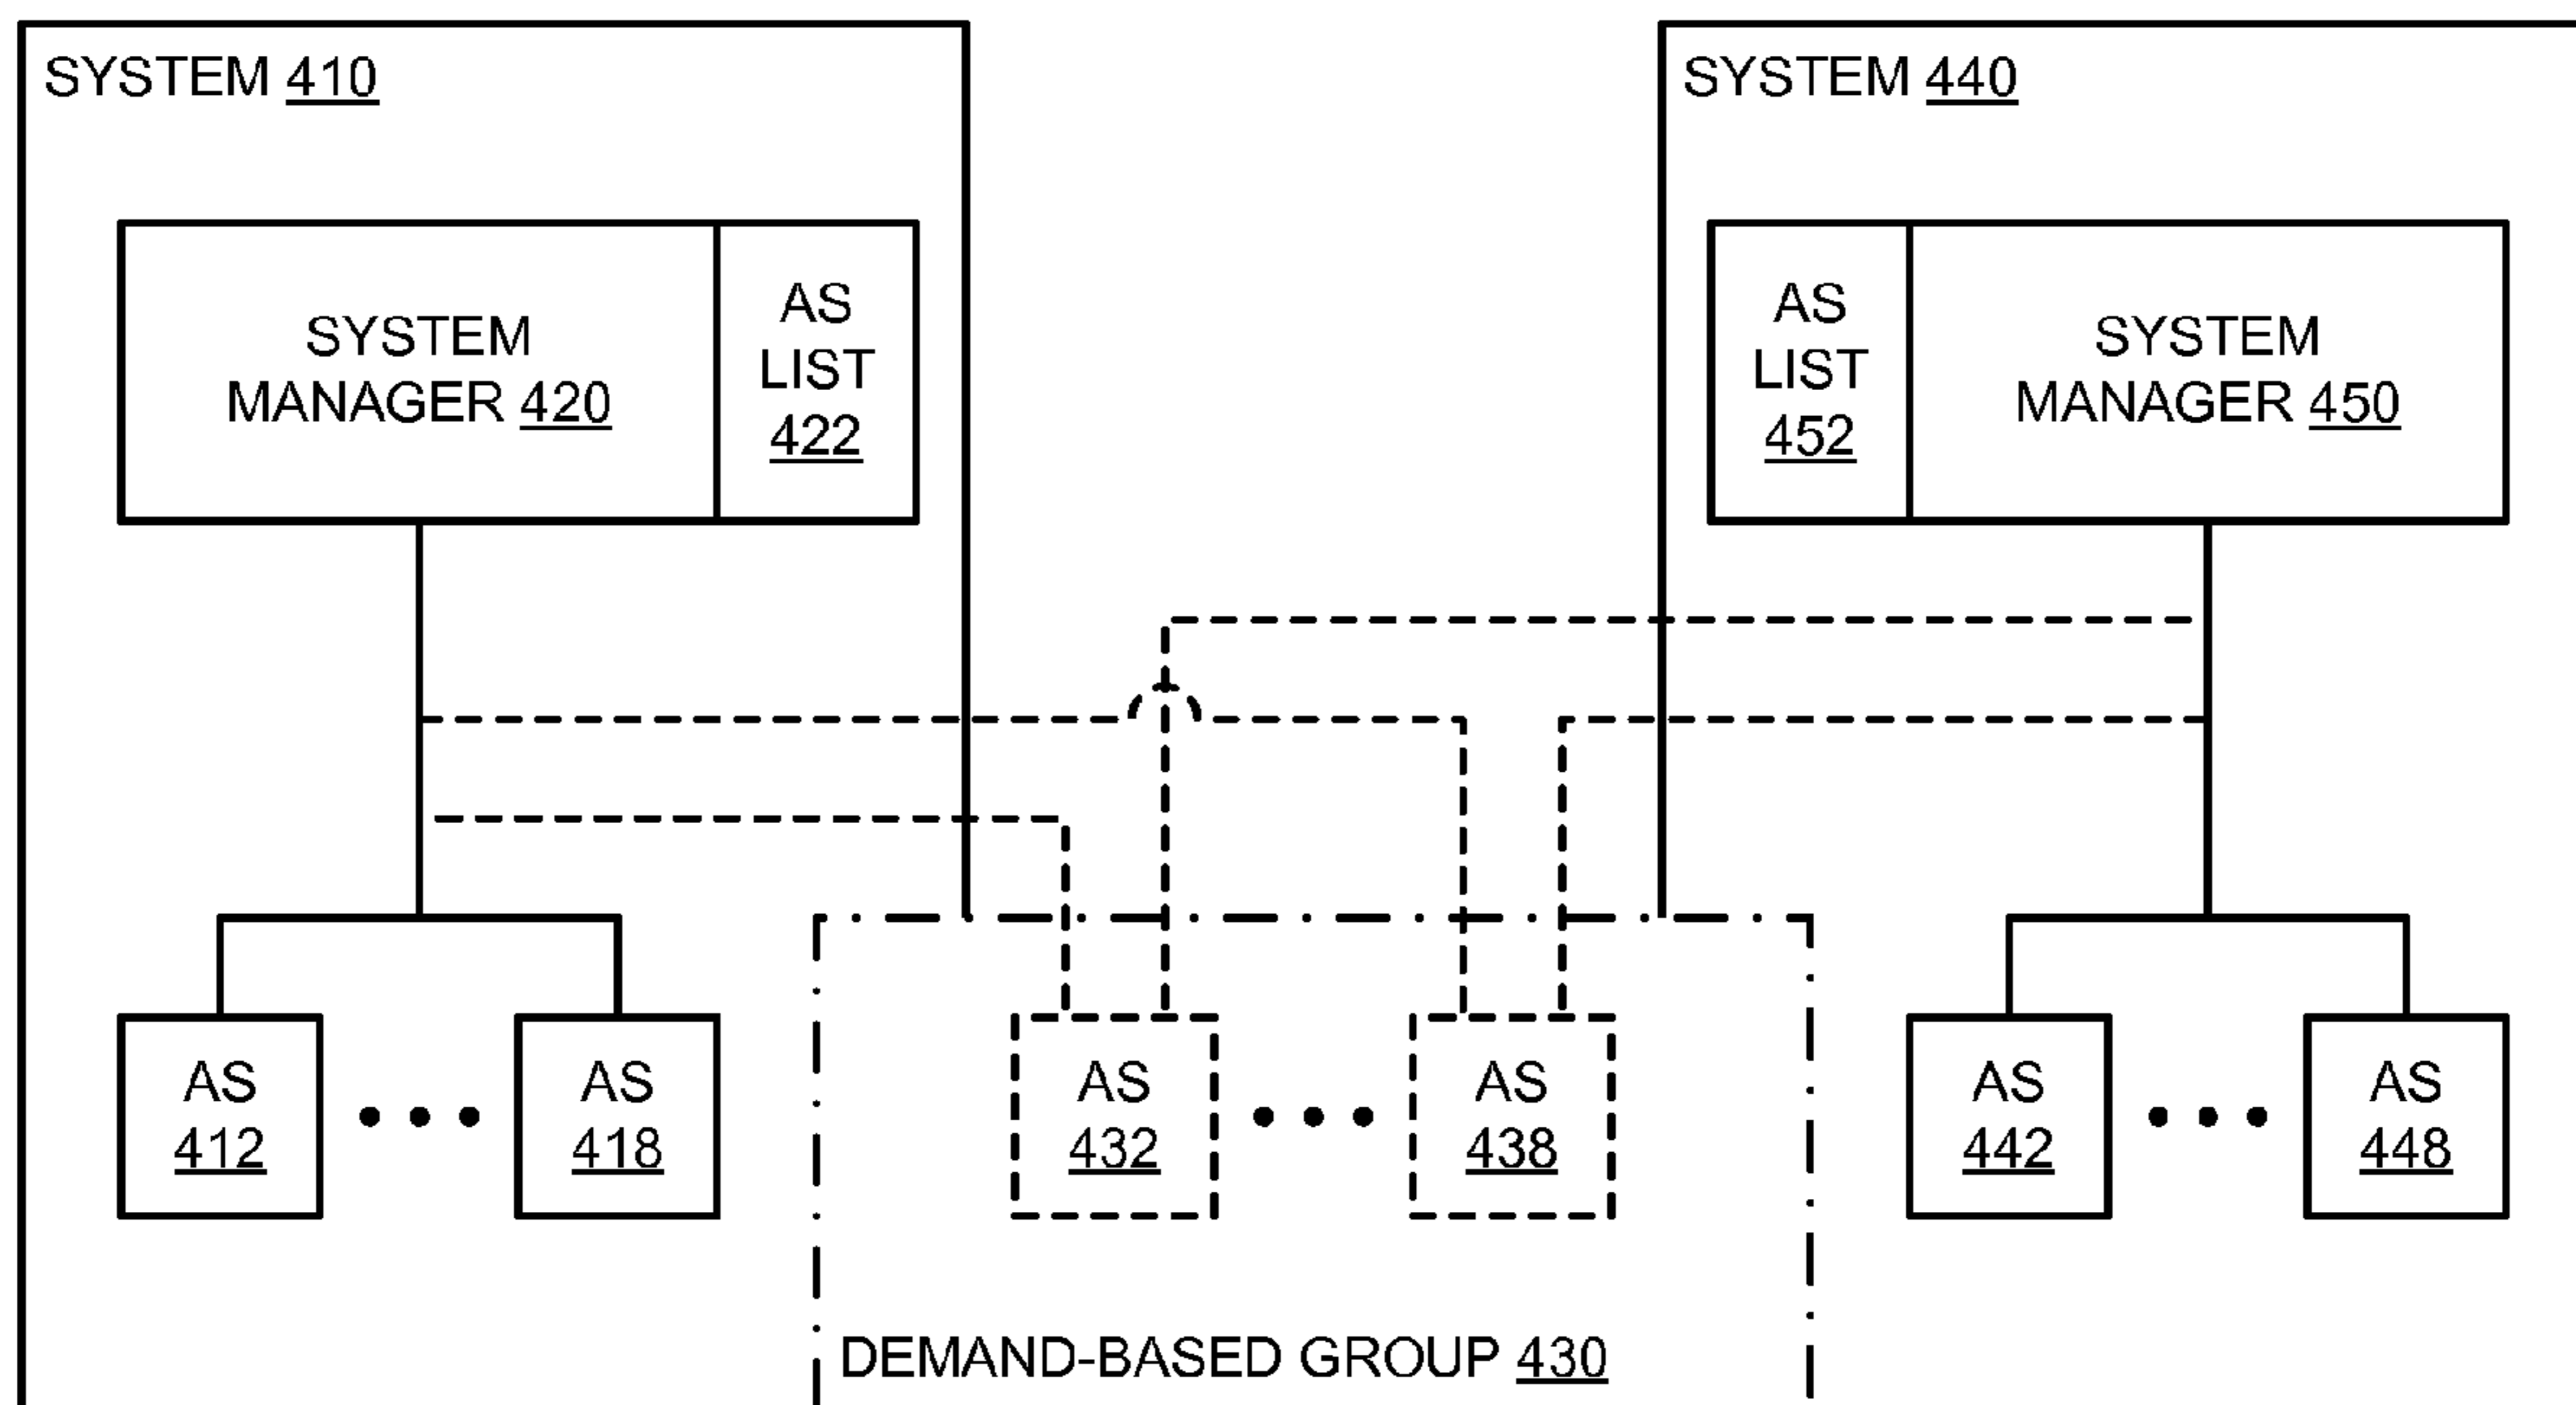 SYSTEM 410
SYSTEM 440
SYSTEM
MANAGER 420
AS
LIST
422
AS
LIST
452
SYSTEM
MANAGER 450
AS
412
AS
418
AS
432
AS
438
AS
442
AS
448
DEMAND-BASED GROUP 430